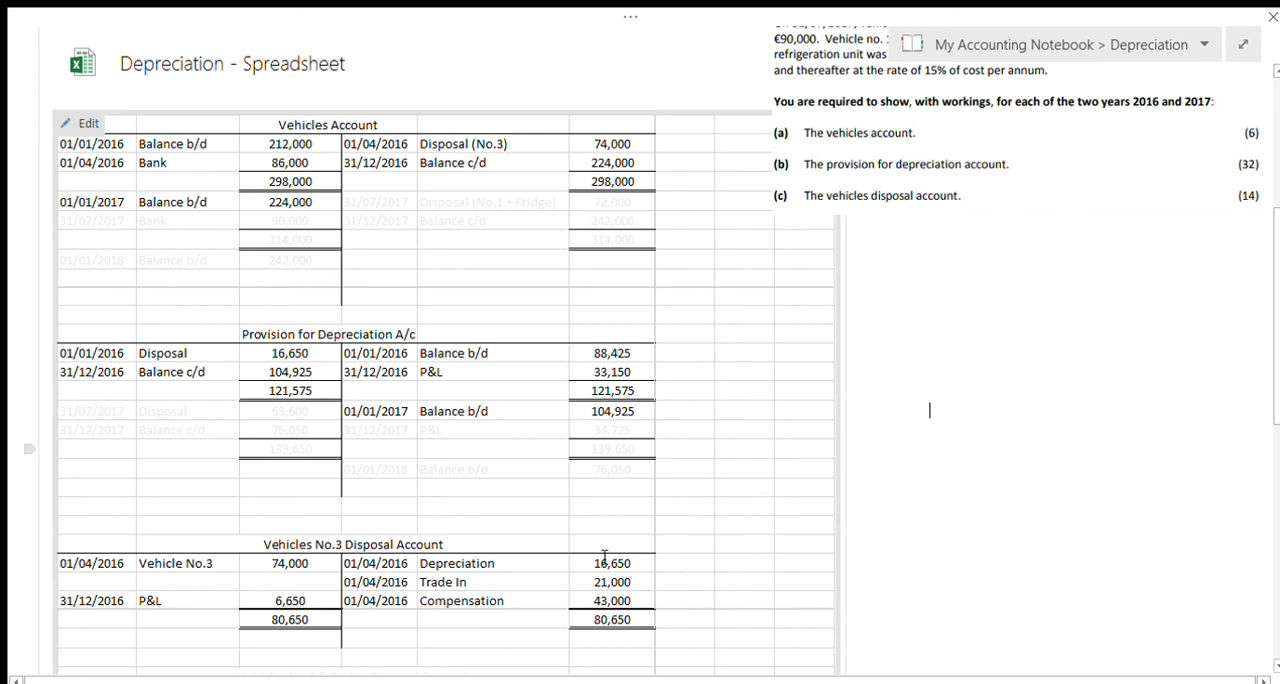 €90,000. Vehicle no.
My Accounting Notebook > Depreciation
refrigeration unit was
and thereafter at the rate of 15% of cost per annum.
Depreciation - Spreadsheet
You are required to show, with workings, for each of the two years 2016 and 2017:
(a) The vehicles account. (6)
(b) The provision for depreciation account. (32)
(c) The vehicles disposal account. (14)
Edit
Vehicles Account
01/01/2016 Balance b/d 212,000 01/04/2016 Disposal (No.3) 74,000
01/04/2016 Bank 86,000 31/12/2016 Balance c/d 224,000
298,000 298,000
01/01/2017 Balance b/d 224,000 31/07/2017 Disposal (No.1 + Fridge) 72,000
31/07/2017 Bank 90,000 31/12/2017 Balance c/d 242,000
314,000 314,000
01/01/2018 Balance b/d 242,000
Provision for Depreciation A/c
01/01/2016 Disposal 16,650 01/01/2016 Balance b/d 88,425
31/12/2016 Balance c/d 104,925 31/12/2016 P&L 33,150
121,575 121,575
31/07/2017 Disposal 63,600 01/01/2017 Balance b/d 104,925
31/12/2017 Balance c/d 76,050 31/12/2017 P&L 34,725
139,650 139,650
01/01/2018 Balance b/d 76,050
Vehicles No.3 Disposal Account
01/04/2016 Vehicle No.3 74,000 01/04/2016 Depreciation 16,650
01/04/2016 Trade In 21,000
31/12/2016 P&L 6,650 01/04/2016 Compensation 43,000
80,650 80,650